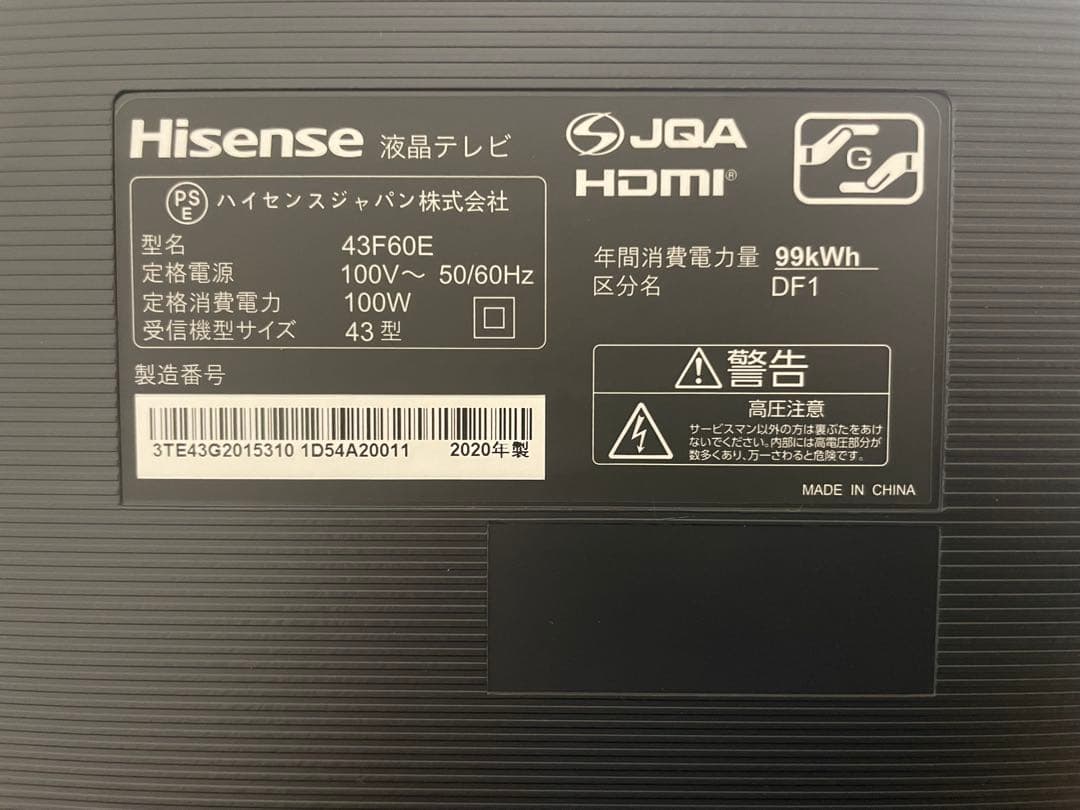 Hisense 液晶テレビ
PS
E
ハイセンスジャパン株式会社
型名 43F60E
定格電源 100V～ 50/60Hz
定格消費電力 100W
受信機型サイズ 43型
製造番号
3TE43G2015310 1D54A20011 2020年製
JQA
HDMI®
G
年間消費電力量 99kWh
区分名 DF1
警告
高圧注意
サービスマン以外の方は裏ぶたをあけ
ないでください。内部には高電圧部分が
数多くあり、万一さわると危険です。
MADE IN CHINA